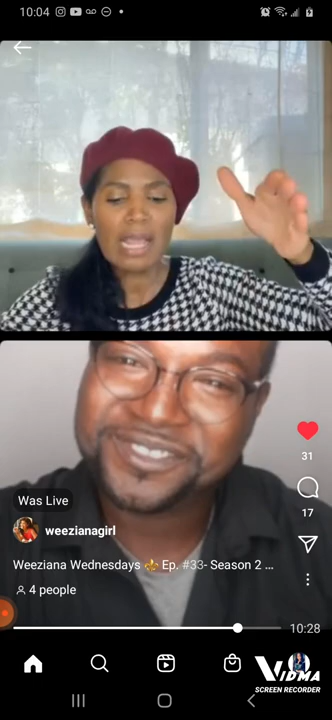 10:04
Was Live
weezianagirl
Weeziana Wednesdays ⚜️ Ep. #33- Season 2 ...
4 people
31
17
10:28
VIDMA
SCREEN RECORDER